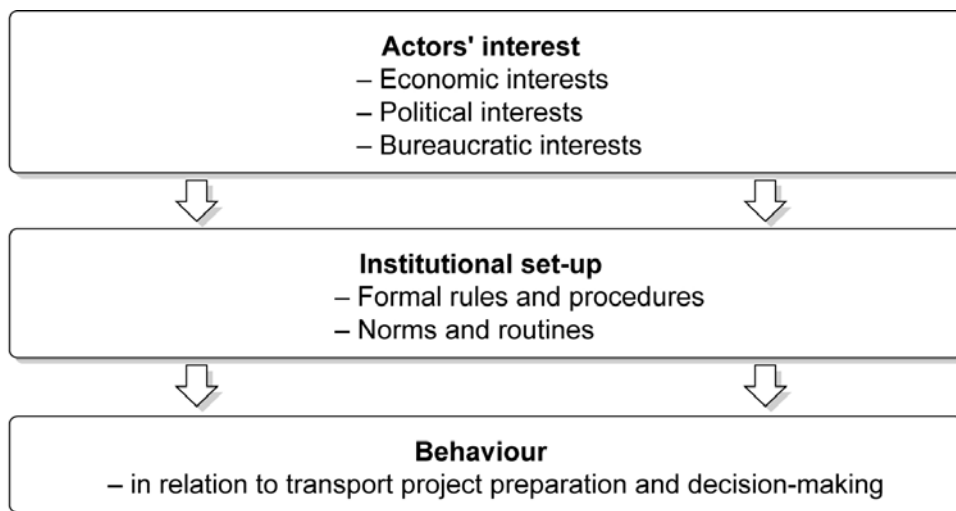 Actors' interest
– Economic interests
– Political interests
– Bureaucratic interests
Institutional set-up
– Formal rules and procedures
– Norms and routines
Behaviour
– in relation to transport project preparation and decision-making